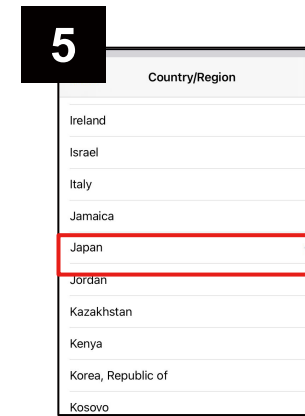 5
Country/Region
Ireland
Israel
Italy
Jamaica
Japan
Jordan
Kazakhstan
Kenya
Korea, Republic of
Kosovo